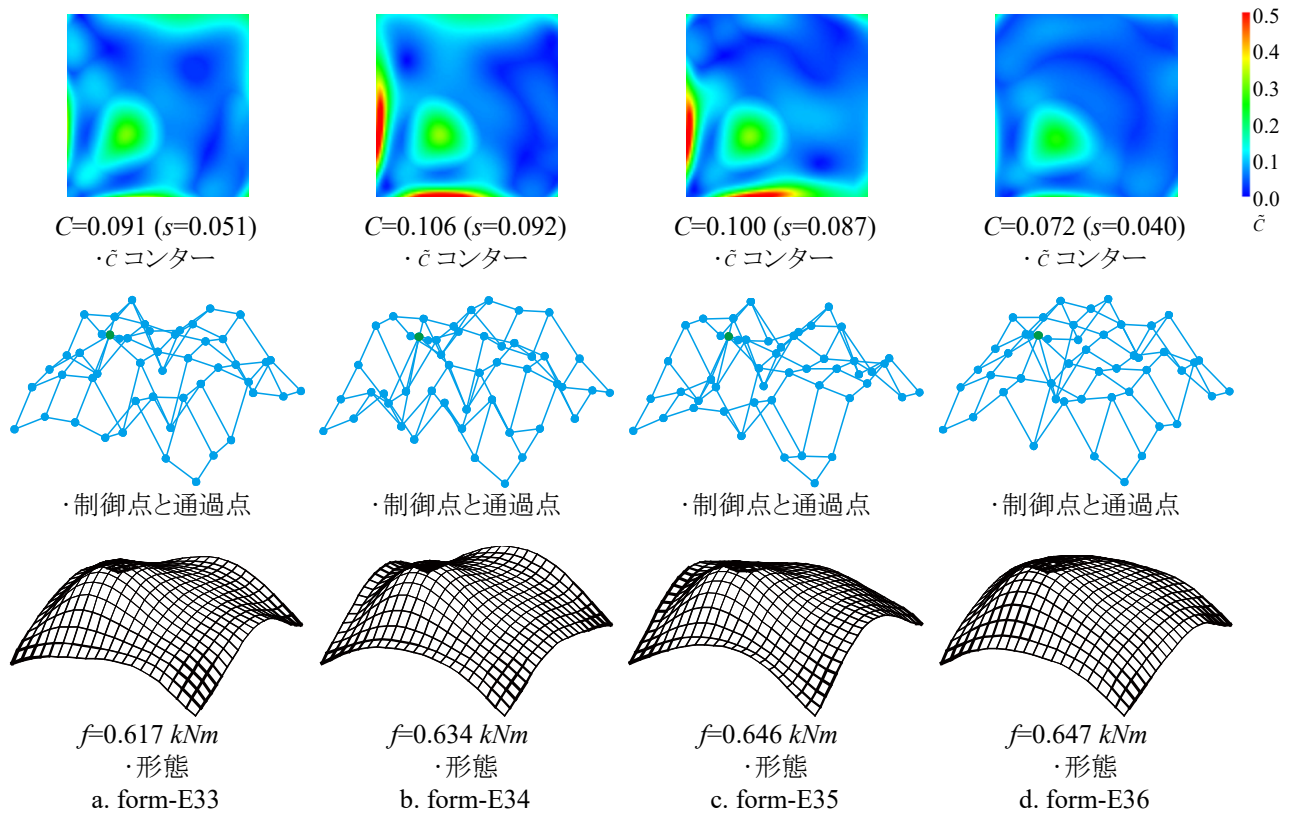 0.5
0.4
0.3
0.2
0.1
0.0
c̃
C=0.091 (s=0.051)
・c̃ コンター
C=0.106 (s=0.092)
・c̃ コンター
C=0.100 (s=0.087)
・c̃ コンター
C=0.072 (s=0.040)
・c̃ コンター
・制御点と通過点
・制御点と通過点
・制御点と通過点
・制御点と通過点
f=0.617 kNm
・形態
a. form-E33
f=0.634 kNm
・形態
b. form-E34
f=0.646 kNm
・形態
c. form-E35
f=0.647 kNm
・形態
d. form-E36